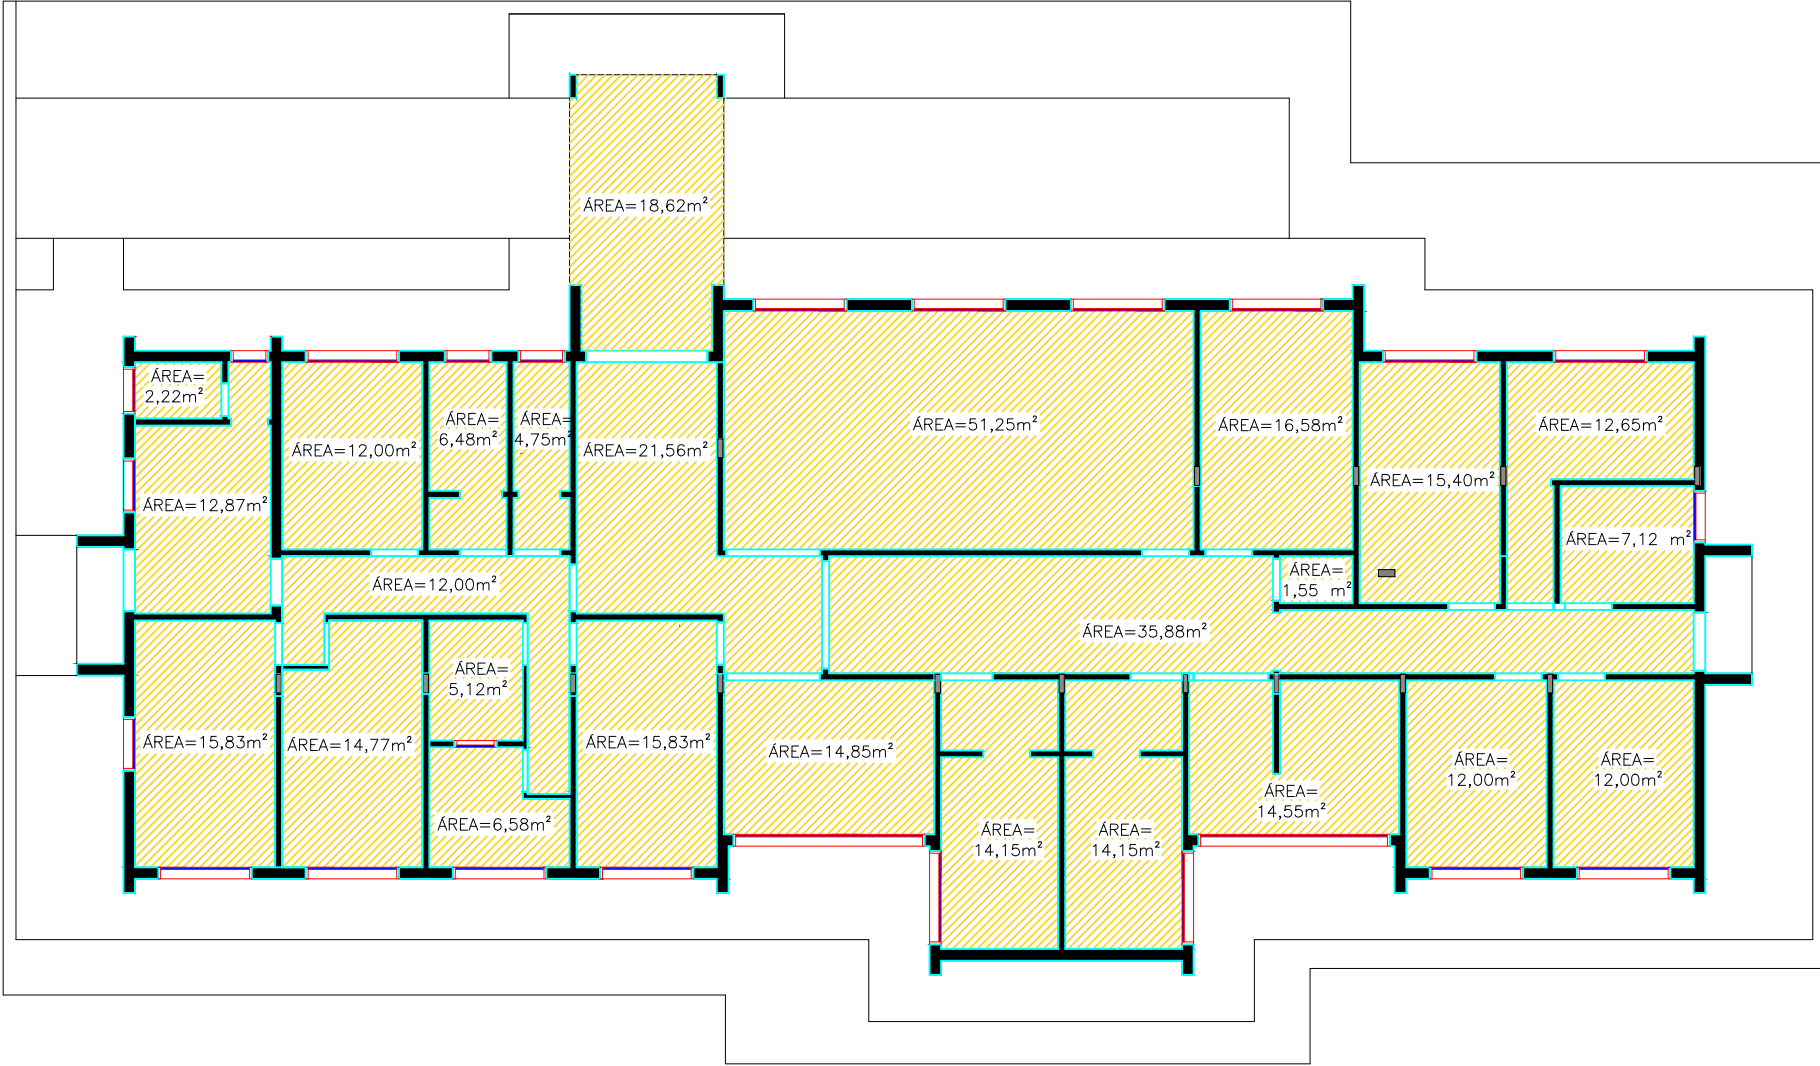 ÁREA=18,62m²
ÁREA=
2,22m²
ÁREA=12,87m²
ÁREA=12,00m²
ÁREA=
6,48m²
ÁREA=
4,75m²
ÁREA=21,56m²
ÁREA=51,25m²
ÁREA=16,58m²
ÁREA=15,40m²
ÁREA=12,65m²
ÁREA=7,12 m²
ÁREA=12,00m²
ÁREA=
1,55 m²
ÁREA=35,88m²
ÁREA=15,83m²
ÁREA=14,77m²
ÁREA=
5,12m²
ÁREA=6,58m²
ÁREA=15,83m²
ÁREA=14,85m²
ÁREA=
14,15m²
ÁREA=
14,15m²
ÁREA=
14,55m²
ÁREA=
12,00m²
ÁREA=
12,00m²